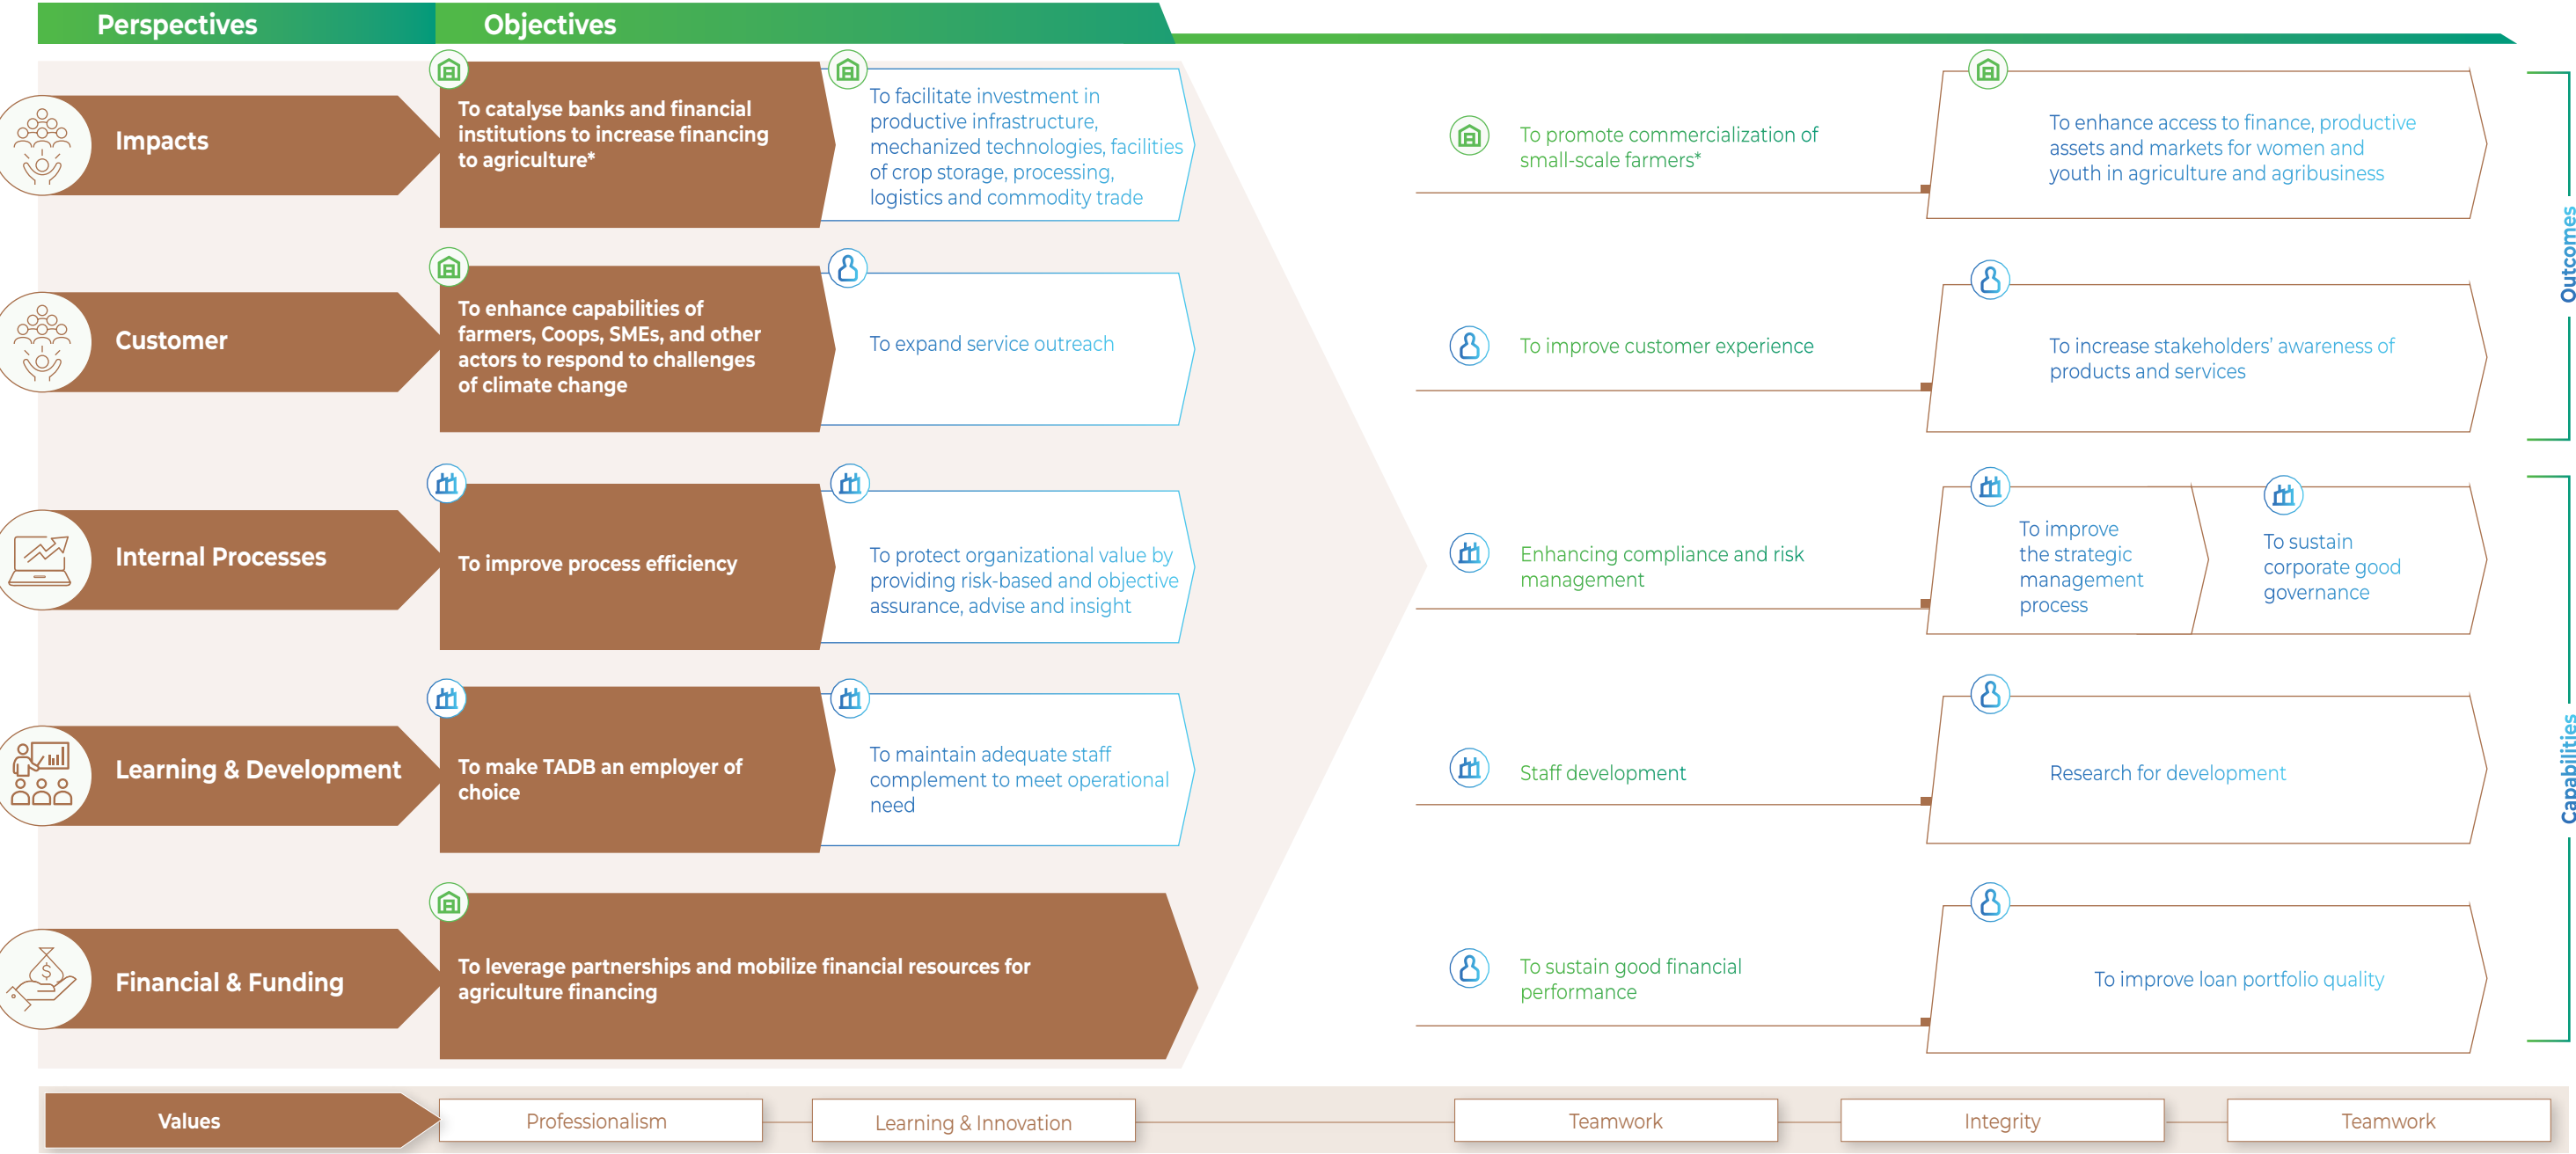 Perspectives
Objectives
Impacts
To catalyse banks and financial
institutions to increase financing
to agriculture*
To facilitate investment in
productive infrastructure,
mechanized technologies, facilities
of crop storage, processing,
logistics and commodity trade
To promote commercialization of
small-scale farmers*
To enhance access to finance, productive
assets and markets for women and
youth in agriculture and agribusiness
Customer
To enhance capabilities of
farmers, Coops, SMEs, and other
actors to respond to challenges
of climate change
To expand service outreach
To improve customer experience
To increase stakeholders’ awareness of
products and services
Outcomes
Internal Processes
To improve process efficiency
To protect organizational value by
providing risk-based and objective
assurance, advise and insight
Enhancing compliance and risk
management
To improve
the strategic
management
process
To sustain
corporate good
governance
Learning & Development
To make TADB an employer of
choice
To maintain adequate staff
complement to meet operational
need
Staff development
Research for development
Financial & Funding
$
To leverage partnerships and mobilize financial resources for
agriculture financing
To sustain good financial
performance
To improve loan portfolio quality
Capabilities
Values
Professionalism
Learning & Innovation
Teamwork
Integrity
Teamwork